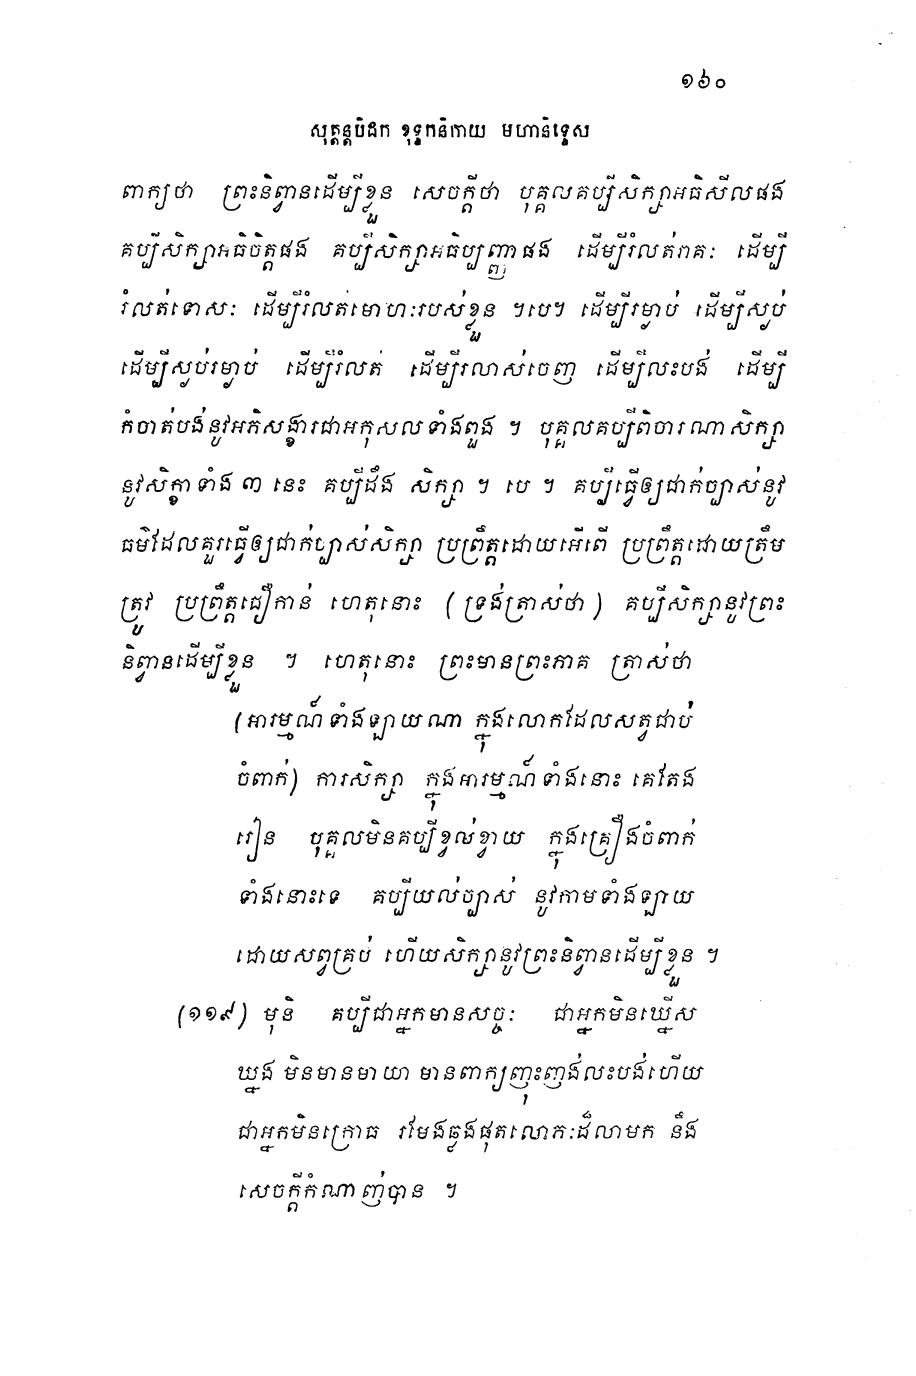 ១៦០
សុត្តន្តបិដក ខុទ្ទកនិកាយ មហានិទ្ទេស
ពាក្យថា ព្រះនិព្វានដើម្បីខ្លួន សេចក្តីថា បុគ្គលគប្បីសិក្សាអធិសីលផង
គប្បីសិក្សាអធិចិត្តផង គប្បីសិក្សាអធិប្បញ្ញាផង ដើម្បីរំលត់រាគៈ ដើម្បី
រំលត់ទោសៈ ដើម្បីរំលត់មោហៈរបស់ខ្លួន ។បេ។ ដើម្បីរម្ងាប់ ដើម្បីស្ងប់
ដើម្បីស្ងប់រម្ងាប់ ដើម្បីរំលត់ ដើម្បីរលាស់ចេញ ដើម្បីលះបង់ ដើម្បី
កំចាត់បង់នូវអភិសង្ខារជាអកុសលទាំងពួង ។ បុគ្គលគប្បីពិចារណាសិក្សា
នូវសិក្ខាទាំង ៣ នេះ គប្បីដឹង សិក្សា ។ បេ ។ គប្បីធ្វើឲ្យជាក់ច្បាស់នូវ
ធម៌ដែលគួរធ្វើឲ្យជាក់ច្បាស់សិក្សា ប្រព្រឹត្តដោយអើពើ ប្រព្រឹត្តដោយត្រឹម
ត្រូវ ប្រព្រឹត្តជឿកាន់ ហេតុនោះ (ទ្រង់ត្រាស់ថា) គប្បីសិក្សានូវព្រះ
និព្វានដើម្បីខ្លួន ។ ហេតុនោះ ព្រះមានព្រះភាគ ត្រាស់ថា
(អារម្មណ៍ទាំងឡាយណា ក្នុងលោកដែលសត្វជាប់
ចំពាក់) ការសិក្សា ក្នុងអារម្មណ៍ទាំងនោះ គេតែង
រៀន បុគ្គលមិនគប្បីខ្វល់ខ្វាយ ក្នុងគ្រឿងចំពាក់
ទាំងនោះទេ គប្បីយល់ច្បាស់ នូវកាមទាំងឡាយ
ដោយសព្វគ្រប់ ហើយសិក្សានូវព្រះនិព្វានដើម្បីខ្លួន ។
(១១៩) មុនិ គប្បីជាអ្នកមានសច្ចៈ ជាអ្នកមិនឃ្នើស
ឃ្នង មិនមានមាយា មានពាក្យញុះញង់លះបង់ហើយ
ជាអ្នកមិនក្រោធ រមែងឆ្លងផុតលោភៈដ៏លាមក និង
សេចក្តីកំណាញ់បាន ។